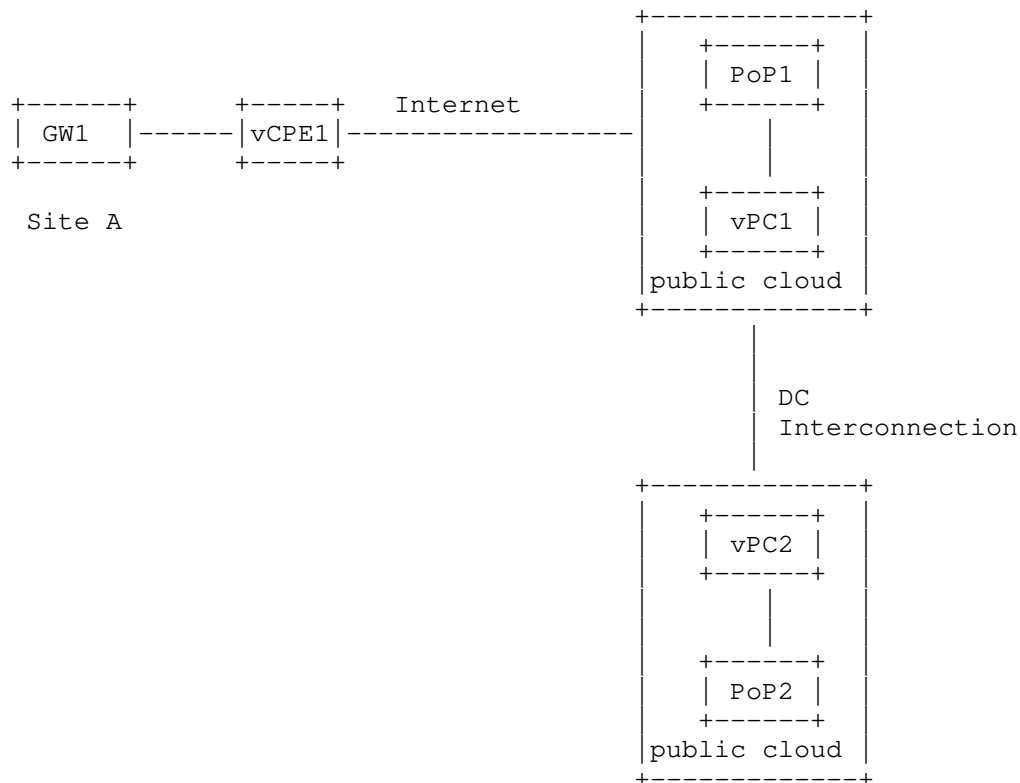 PoP1
Internet
GW1 vCPE1
vPC1
Site A
public cloud
DC
Interconnection
vPC2
PoP2
public cloud